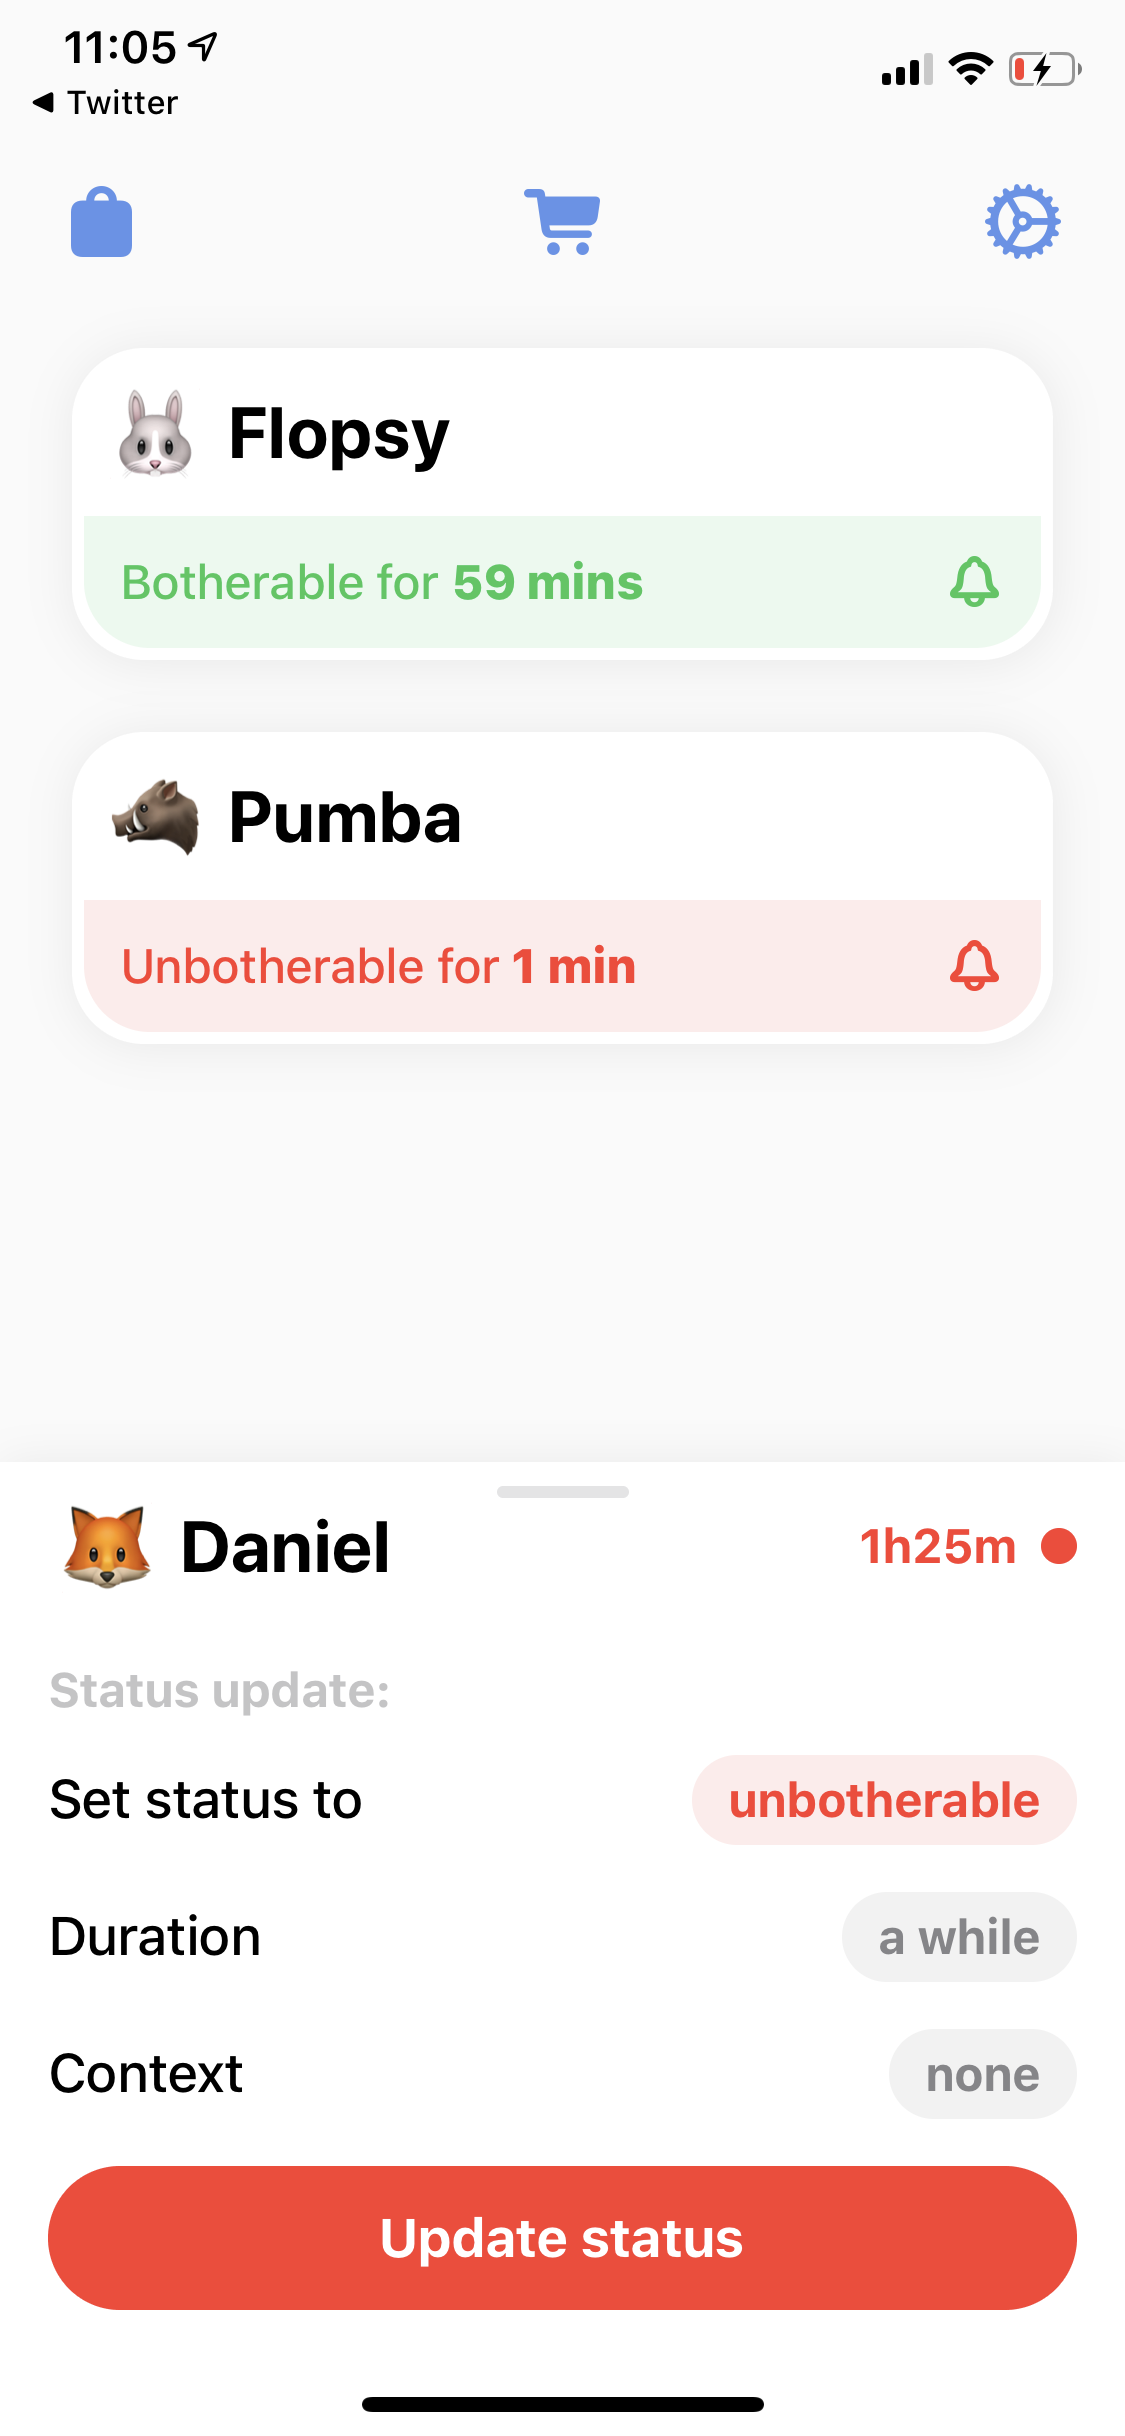 11:05
Twitter
Flopsy
Botherable for 59 mins
Pumba
Unbotherable for 1 min
Daniel
1h25m
Status update:
Set status to
unbotherable
Duration
a while
Context
none
Update status